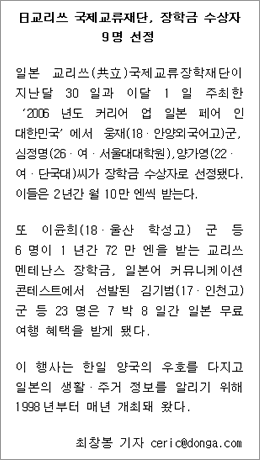 日교리쓰 국제교류재단, 장학금 수상자
9명 선정
일본 교리쓰(共立)국제교류장학재단이
지난달 30 일과 이달 1 일 주최한
‘2006 년도 커리어 업 일본 페어 인
대한민국’ 에서 웅재(18·안양외국어고)군,
심정명(26·여·서울대대학원),양가영(22·
여·단국대)씨가 장학금 수상자로 선정됐다.
이들은 2년간 월 10만 엔씩 받는다.
또 이윤희(18·울산 학성고) 군 등
6 명이 1 년간 72 만 엔을 받는 교리쓰
멘테난스 장학금, 일본어 커뮤니케이션
콘테스트에서 선발된 김기범(17·인천고)
군 등 23 명은 7 박 8 일간 일본 무료
여행 혜택을 받게 됐다.
이 행사는 한일 양국의 우호를 다지고
일본의 생활·주거 정보를 알리기 위해
1998년부터 매년 개최돼 왔다.
최창봉 기자 ceric@donga.com